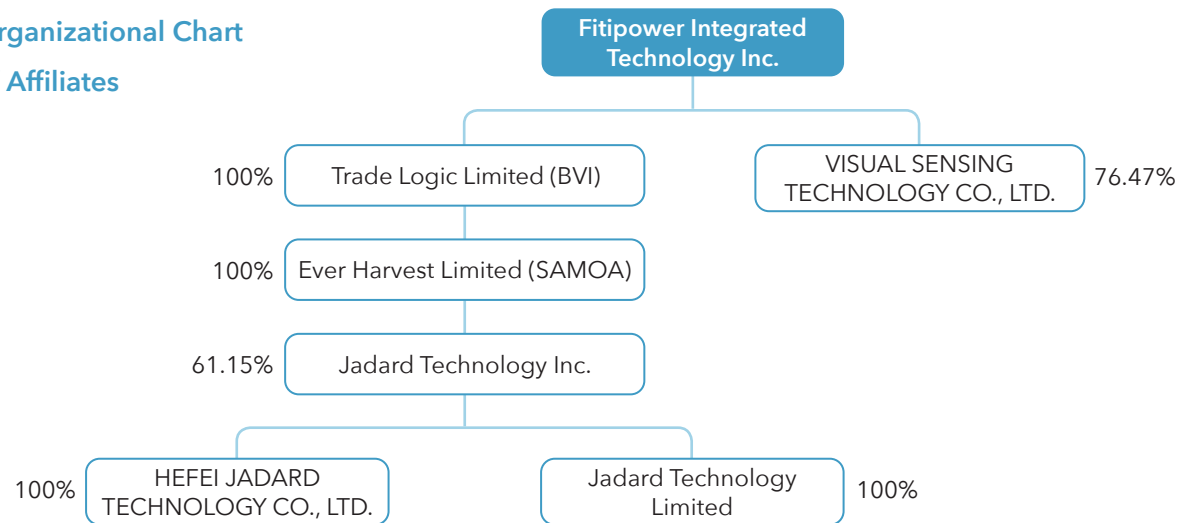 rganizational Chart
Affiliates
Fitipower Integrated
Technology Inc.
100%
Trade Logic Limited (BVI)
VISUAL SENSING
TECHNOLOGY CO., LTD.
76.47%
100%
Ever Harvest Limited (SAMOA)
61.15%
Jadard Technology Inc.
100%
HEFEI JADARD
TECHNOLOGY CO., LTD.
Jadard Technology
Limited
100%